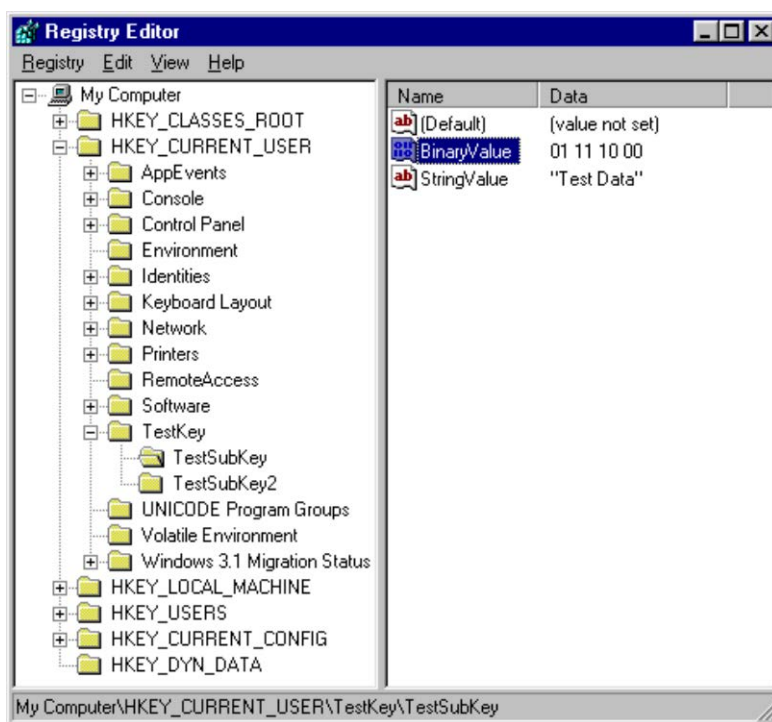 Registry Editor
Registry Edit View Help
My Computer
HKEY_CLASSES_ROOT
HKEY_CURRENT_USER
AppEvents
Console
Control Panel
Environment
Identities
Keyboard Layout
Network
Printers
RemoteAccess
Software
TestKey
TestSubKey
TestSubKey2
UNICODE Program Groups
Volatile Environment
Windows 3.1 Migration Status
HKEY_LOCAL_MACHINE
HKEY_USERS
HKEY_CURRENT_CONFIG
HKEY_DYN_DATA
Name Data
(Default) (value not set)
BinaryValue 01 11 10 00
StringValue "Test Data"
My Computer\HKEY_CURRENT_USER\TestKey\TestSubKey